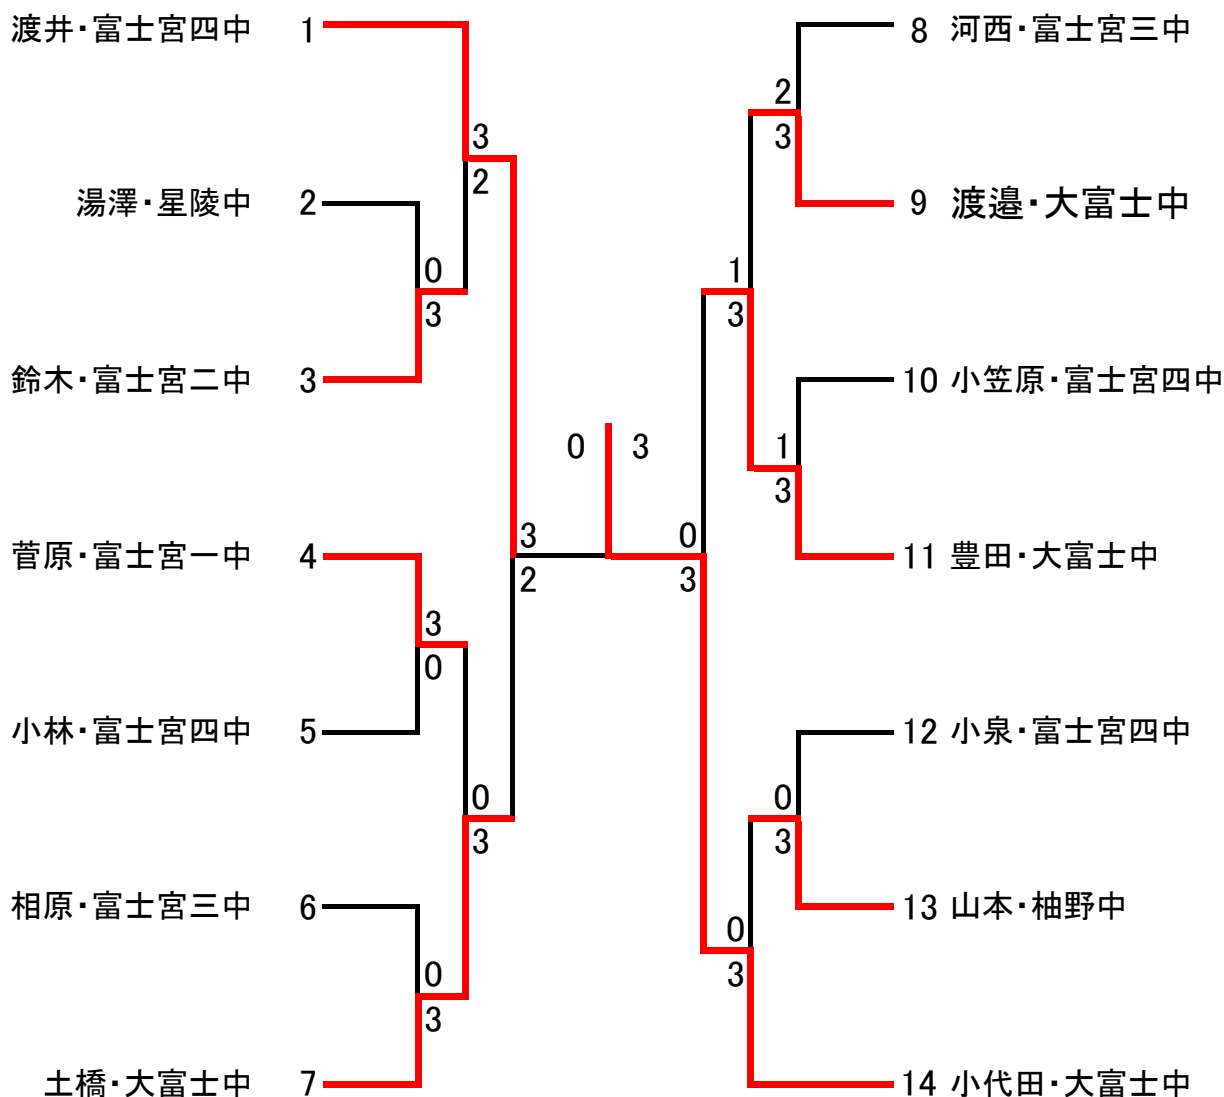 渡井・富士宮四中 1
3
2
湯澤・星陵中 2
0
3
鈴木・富士宮二中 3
菅原・富士宮一中 4
3
0
小林・富士宮四中 5
0
3
相原・富士宮三中 6
0
3
土橋・大富士中 7
3
2
0 3
0
3
8 河西・富士宮三中
2
3
9 渡邉・大富士中
1
3
10 小笠原・富士宮四中
1
3
11 豊田・大富士中
12 小泉・富士宮四中
0
3
13 山本・柚野中
0
3
14 小代田・大富士中